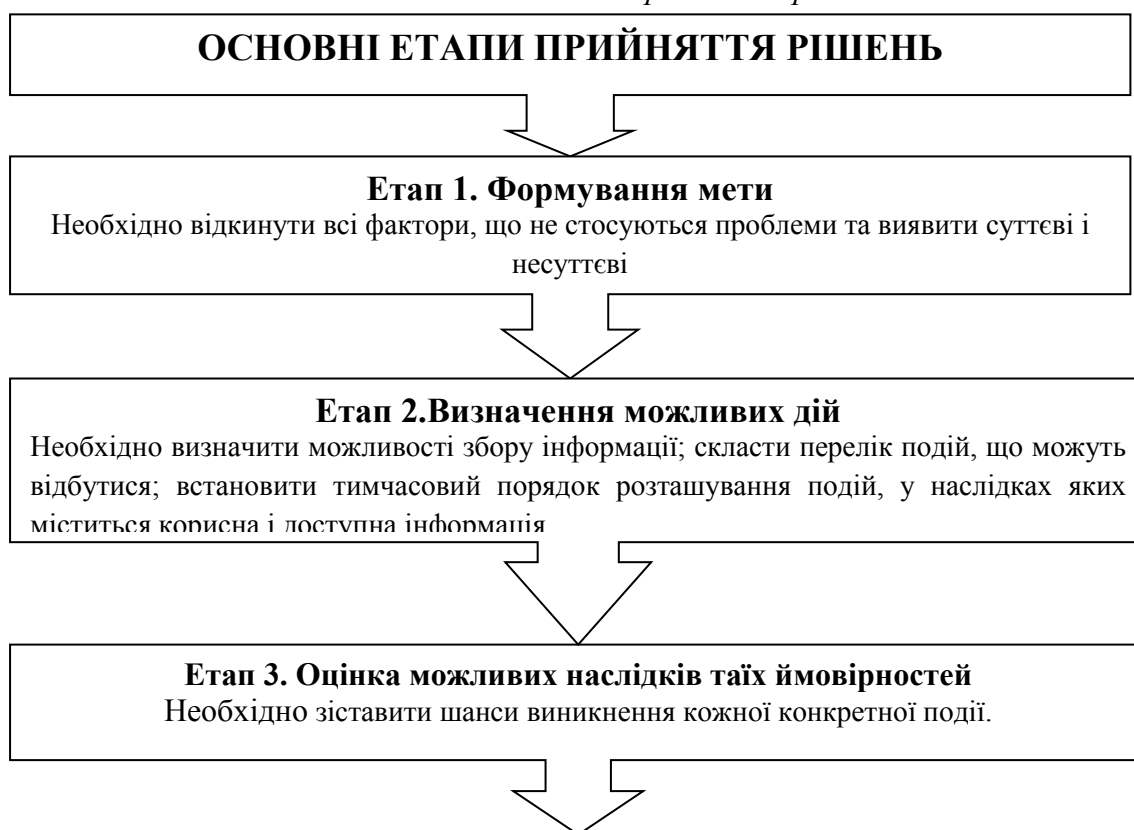 ОСНОВНІ ЕТАПИ ПРИЙНЯТТЯ РІШЕНЬ
Етап 1. Формування мети
Необхідно відкинути всі фактори, що не стосуються проблеми та виявити суттєві і
несуттєві
Етап 2.Визначення можливих дій
Необхідно визначити можливості збору інформації; скласти перелік подій, що можуть
відбутися; встановити тимчасовий порядок розташування подій, у наслідках яких
міститься корисна і доступна інформація
Етап 3. Оцінка можливих наслідків таїх ймовірностей
Необхідно зіставити шанси виникнення кожної конкретної події.